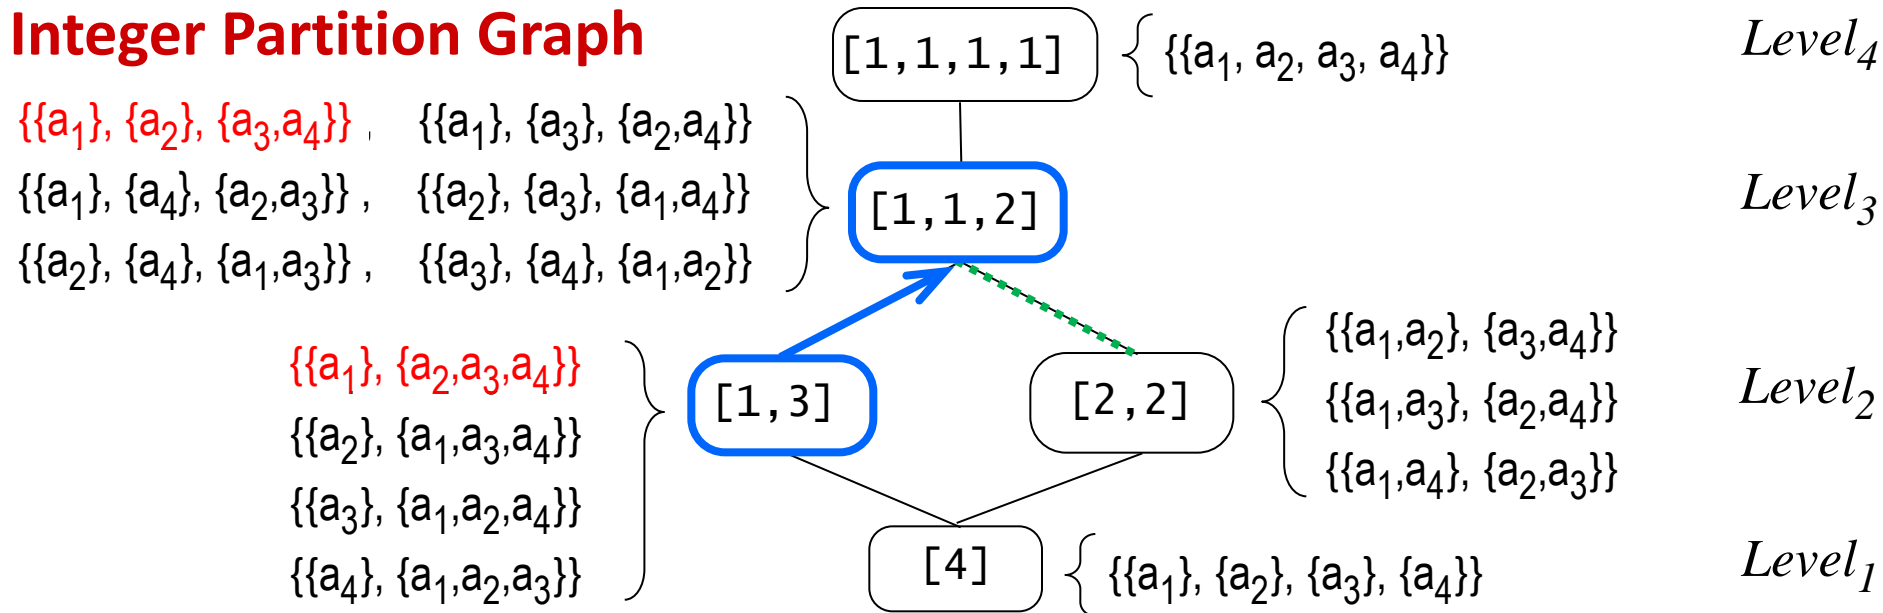 Integer Partition Graph
[1,1,1,1] {{a1, a2, a3, a4}} Level4
{{a1}, {a2}, {a3,a4}} , {{a1}, {a3}, {a2,a4}}
{{a1}, {a4}, {a2,a3}} , {{a2}, {a3}, {a1,a4}} [1,1,2] Level3
{{a2}, {a4}, {a1,a3}} , {{a3}, {a4}, {a1,a2}}
{{a1}, {a2,a3,a4}} {{a1,a2}, {a3,a4}}
[1,3] [2,2] {{a1,a3}, {a2,a4}} Level2
{{a2}, {a1,a3,a4}} {{a1,a4}, {a2,a3}}
{{a3}, {a1,a2,a4}}
{{a4}, {a1,a2,a3}} [4] {{a1}, {a2}, {a3}, {a4}} Level1